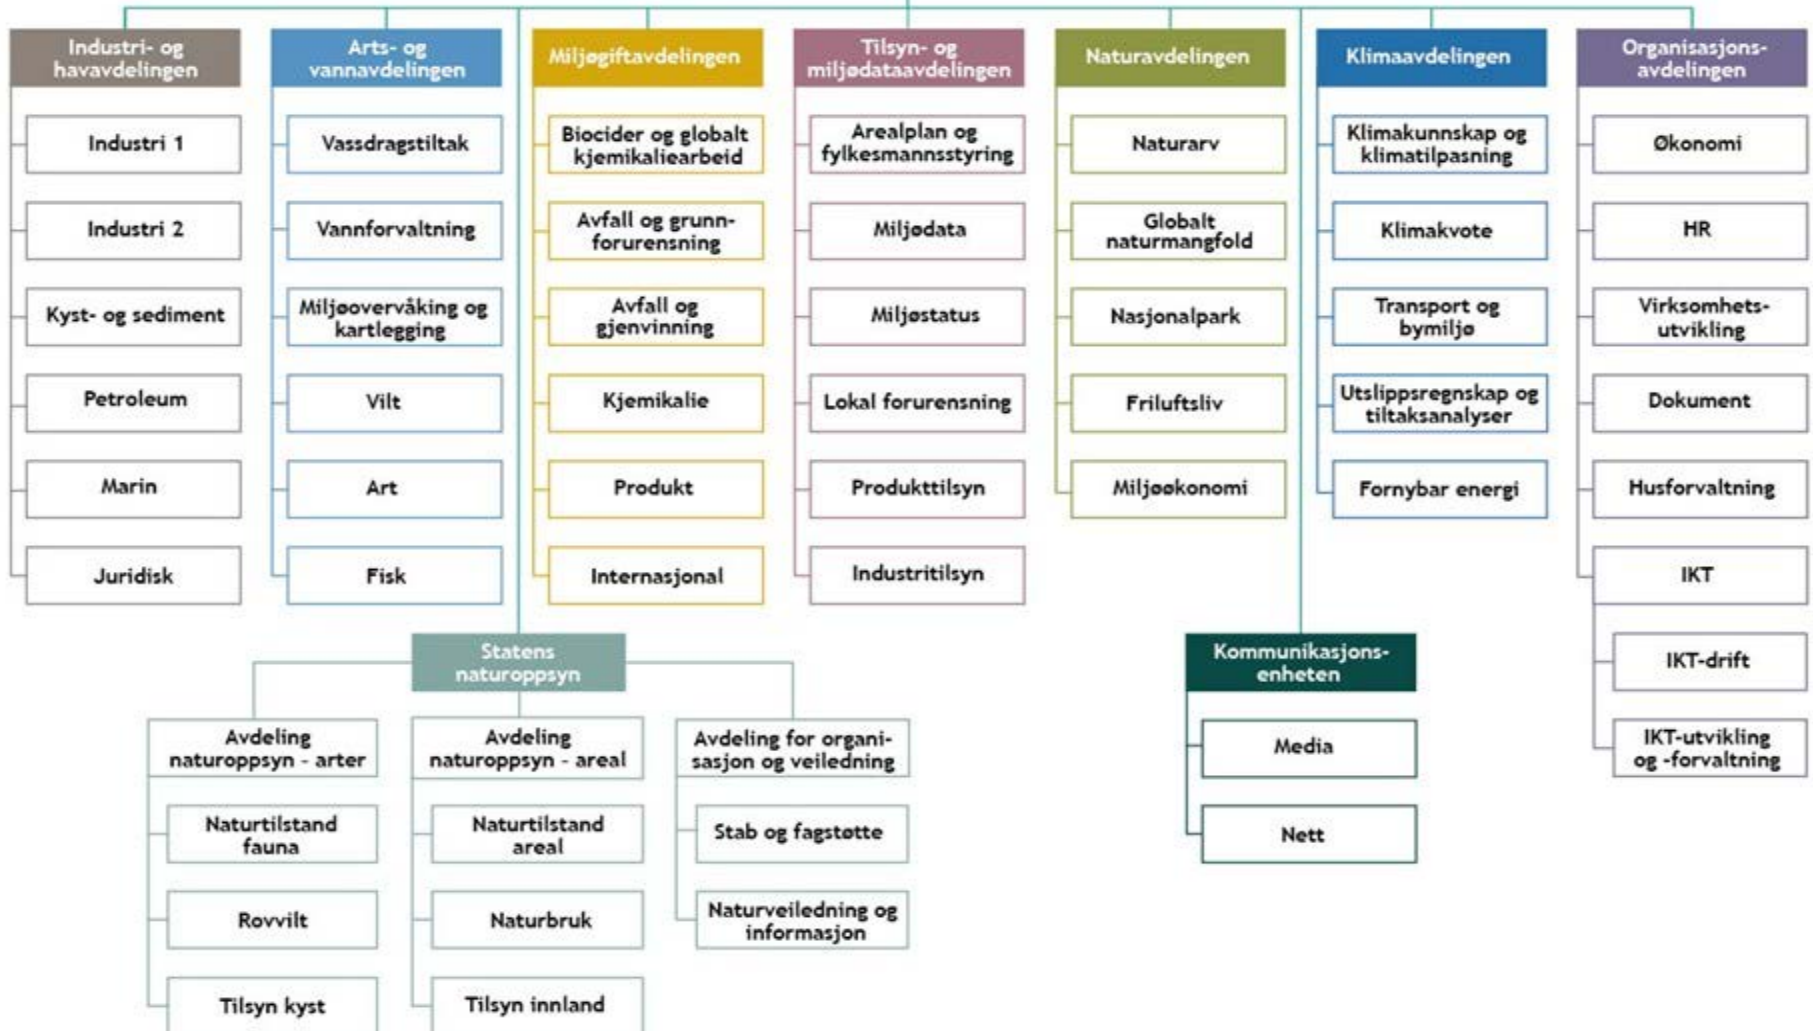 Industri- og
havavdelingen
Industri 1
Industri 2
Kyst- og sediment
Petroleum
Marin
Juridisk
Arts- og
vannavdelingen
Vassdragstiltak
Vannforvaltning
Miljøovervåking og
kartlegging
Vilt
Art
Fisk
Miljøgiftavdelingen
Biocider og globalt
kjemikaliearbeid
Avfall og grunn-
forurensning
Avfall og
gjenvinning
Kjemikalie
Produkt
Internasjonal
Tilsyn- og
miljødataavdelingen
Arealplan og
fylkesmannsstyring
Miljødata
Miljøstatus
Lokal forurensning
Produkttilsyn
Industritilsyn
Naturavdelingen
Naturarv
Globalt
naturmangfold
Nasjonalpark
Friluftsliv
Miljøøkonomi
Klimaavdelingen
Klimakunnskap og
klimatilpasning
Klimakvote
Transport og
bymiljø
Utslippsregnskap og
tiltaksanalyser
Fornybar energi
Organisasjons-
avdelingen
Økonomi
HR
Virksomhets-
utvikling
Dokument
Husforvaltning
IKT
IKT-drift
IKT-utvikling
og -forvaltning
Statens
naturoppsyn
Avdeling
naturoppsyn - arter
Naturtilstand
fauna
Rovvilt
Tilsyn kyst
Avdeling
naturoppsyn - areal
Naturtilstand
areal
Naturbruk
Tilsyn innland
Avdeling for organi-
sasjon og veiledning
Stab og fagstøtte
Naturveiledning og
informasjon
Kommunikasjons-
enheten
Media
Nett